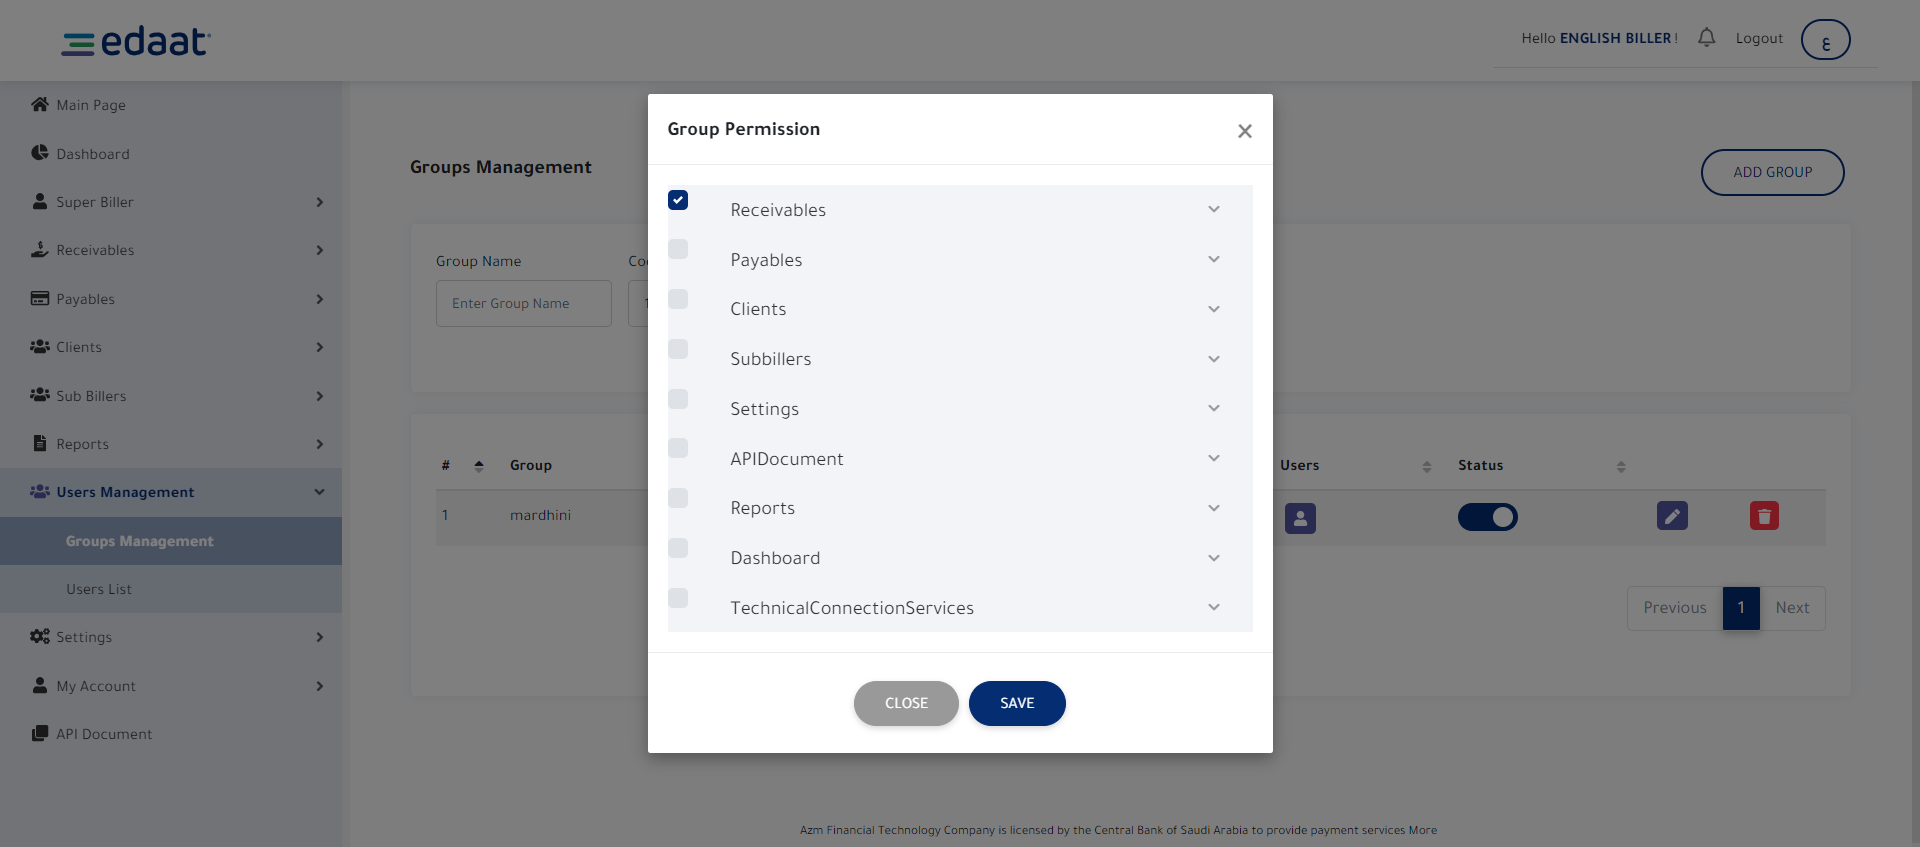 edaat
Hello ENGLISH BILLER !
Logout
ع
Main Page
Dashboard
Super Biller
Receivables
Payables
Clients
Sub Billers
Reports
Users Management
Groups Management
Users List
Settings
My Account
API Document
Groups Management
ADD GROUP
Group Name
Enter Group Name
# Group
Users
Status
1 mardhini
Previous 1 Next
Group Permission
Receivables
Payables
Clients
Subbillers
Settings
APIDocument
Reports
Dashboard
TechnicalConnectionServices
CLOSE
SAVE
Azm Financial Technology Company is licensed by the Central Bank of Saudi Arabia to provide payment services More